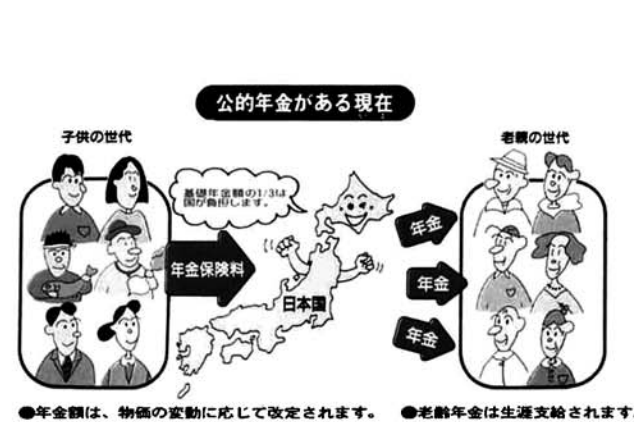 公的年金がある現在
子供の世代
老親の世代
基礎年金額の1/3は
国が負担します。
年金保険料
日本国
年金
年金
年金
●年金額は、物価の変動に応じて改定されます。
●老齢年金は生涯支給されます。